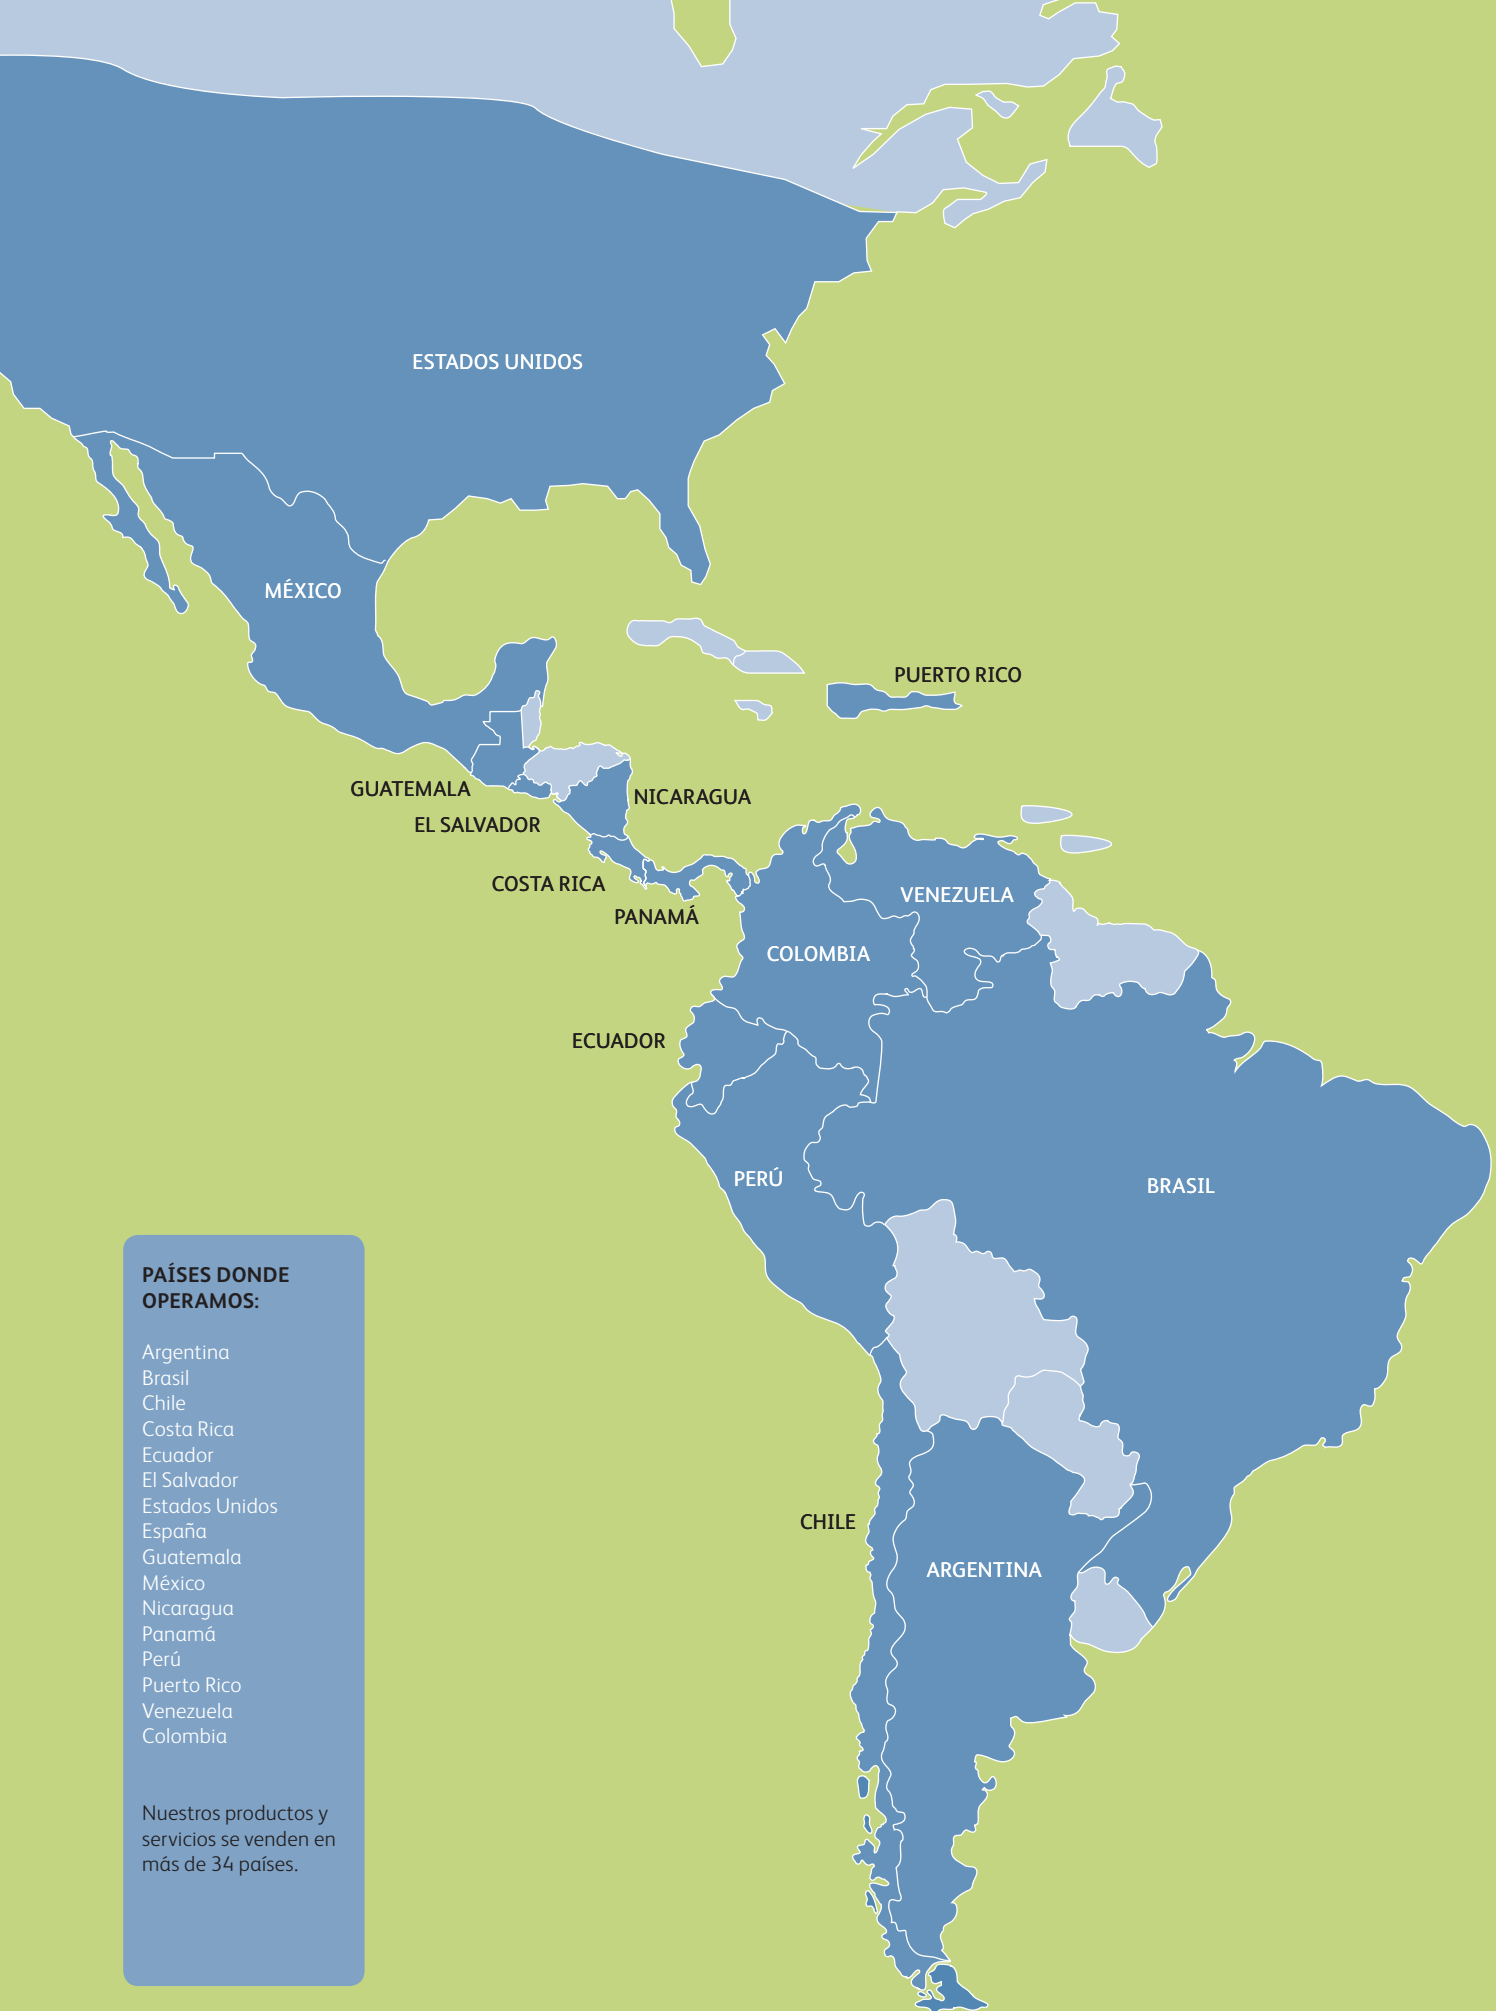 ESTADOS UNIDOS
MÉXICO
PUERTO RICO
GUATEMALA
NICARAGUA
EL SALVADOR
COSTA RICA
VENEZUELA
PANAMÁ
COLOMBIA
ECUADOR
PERÚ
BRASIL
CHILE
ARGENTINA
PAÍSES DONDE
OPERAMOS:
Argentina
Brasil
Chile
Costa Rica
Ecuador
El Salvador
Estados Unidos
España
Guatemala
México
Nicaragua
Panamá
Perú
Puerto Rico
Venezuela
Colombia
Nuestros productos y
servicios se venden en
más de 34 países.